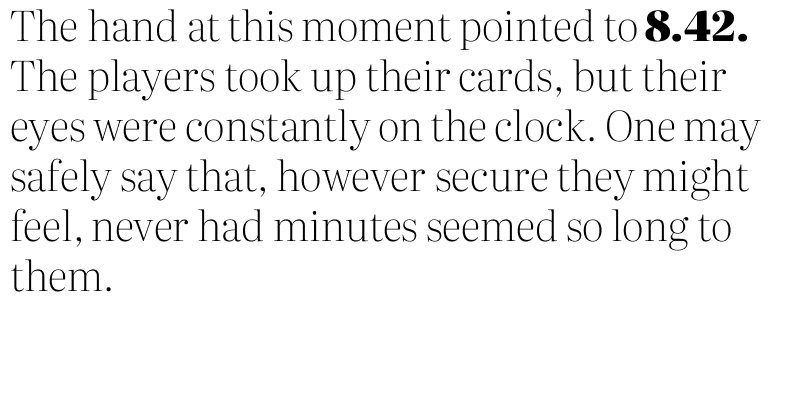 The hand at this moment pointed to 8.42.
The players took up their cards, but their
eyes were constantly on the clock. One may
safely say that, however secure they might
feel, never had minutes seemed so long to
them.